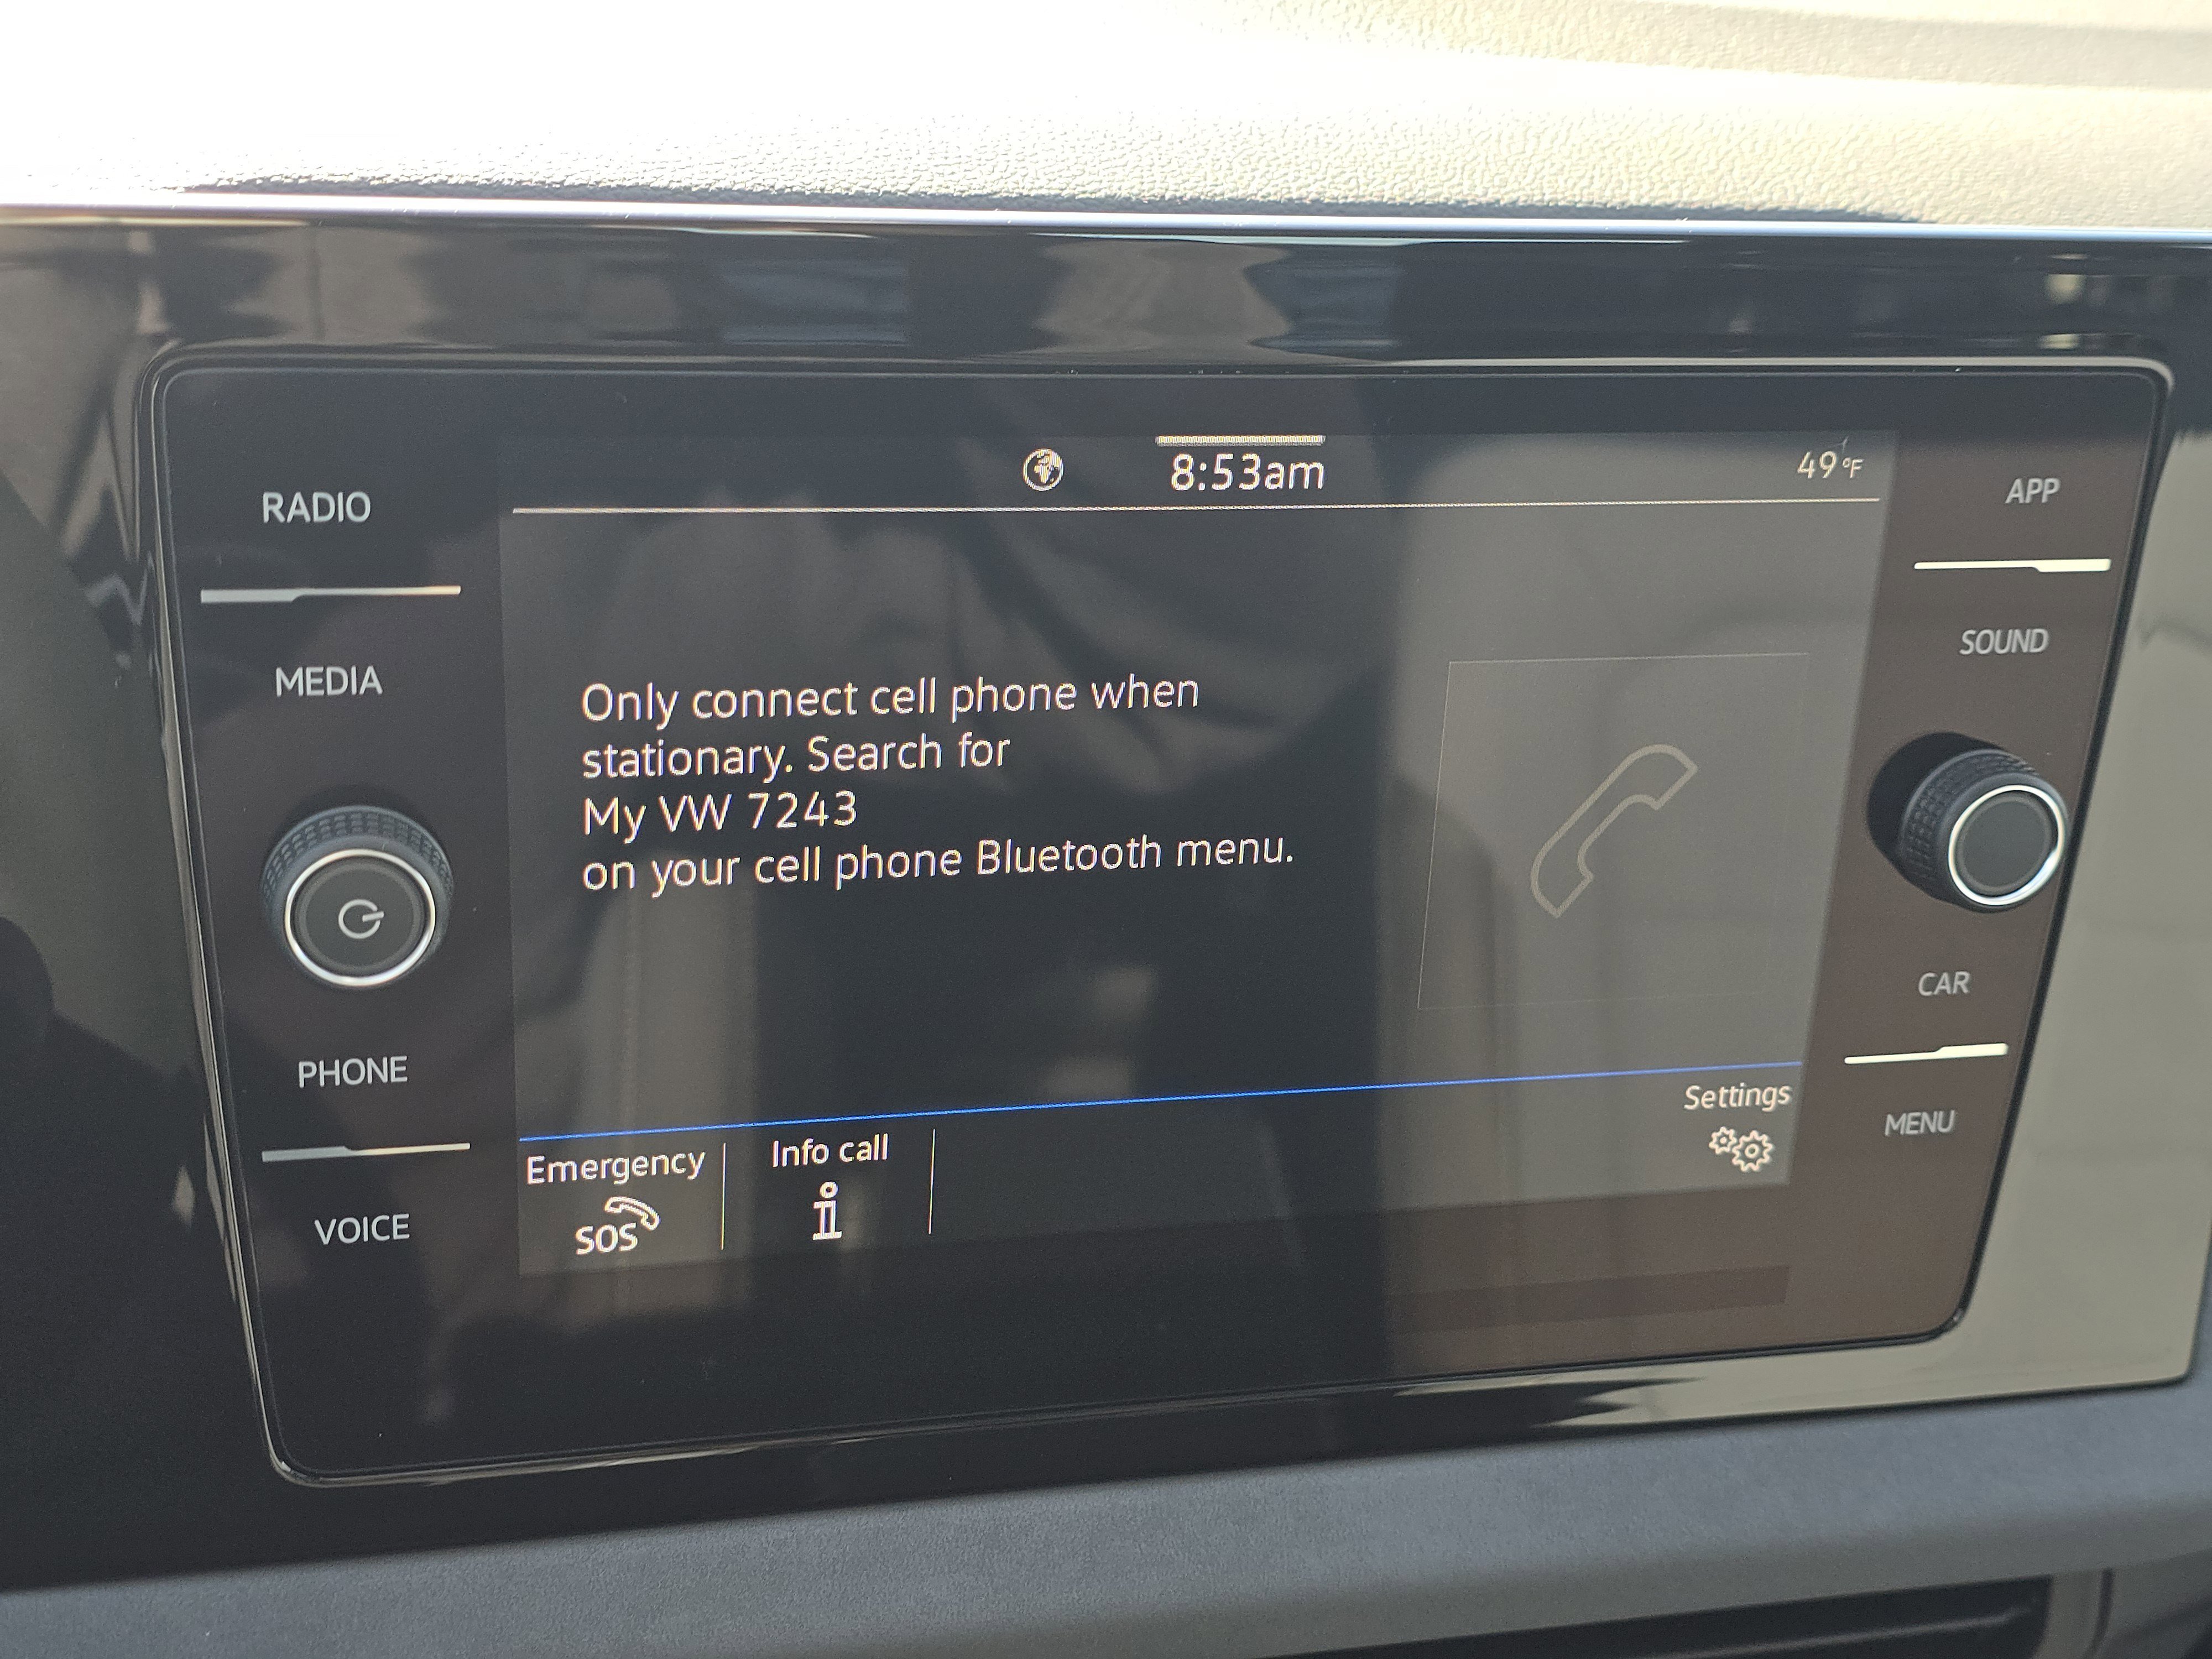 8:53am
49°F
RADIO
MEDIA
PHONE
VOICE
Only connect cell phone when
stationary. Search for
My VW 7243
on your cell phone Bluetooth menu.
Emergency
SOS
Info call
i
Settings
APP
SOUND
CAR
MENU